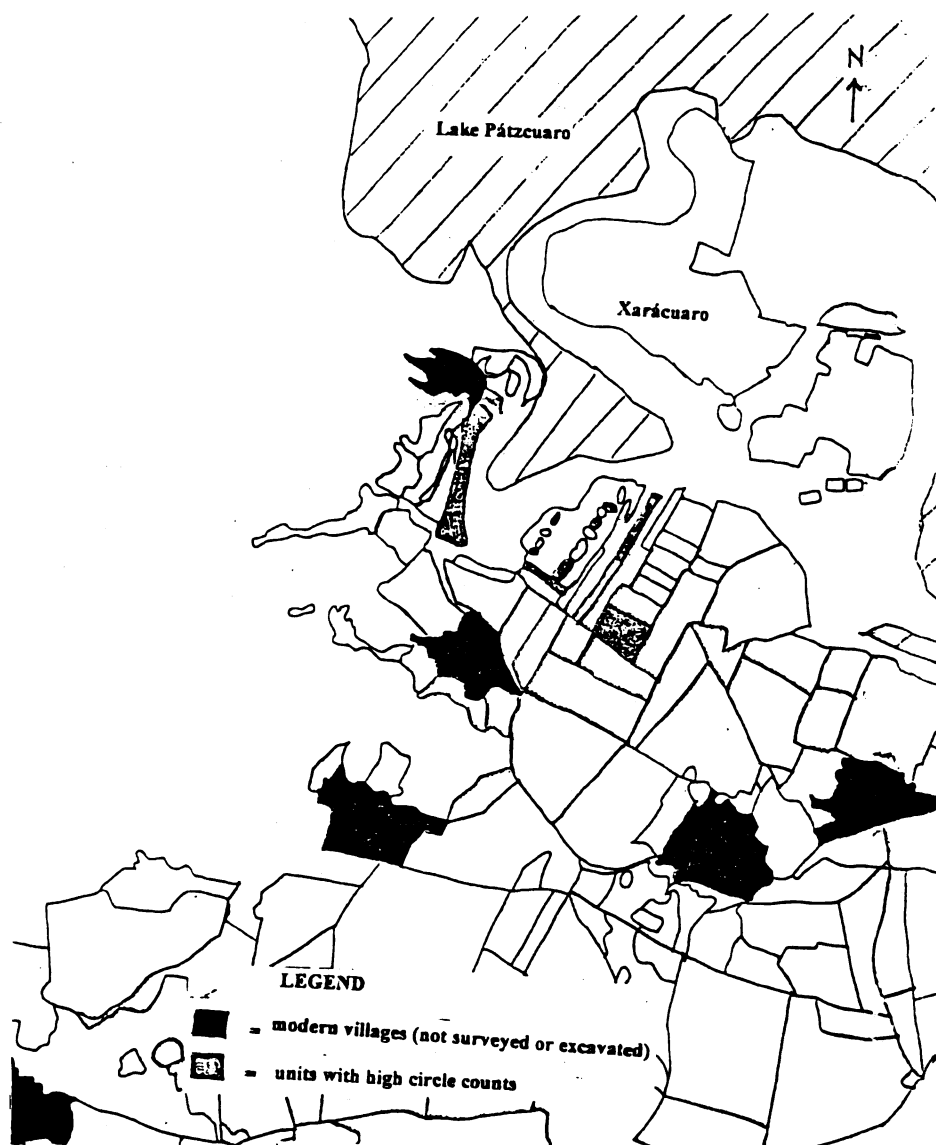 N
Lake Pátzcuaro
Xarácuaro
LEGEND
= modern villages (not surveyed or excavated)
= units with high circle counts